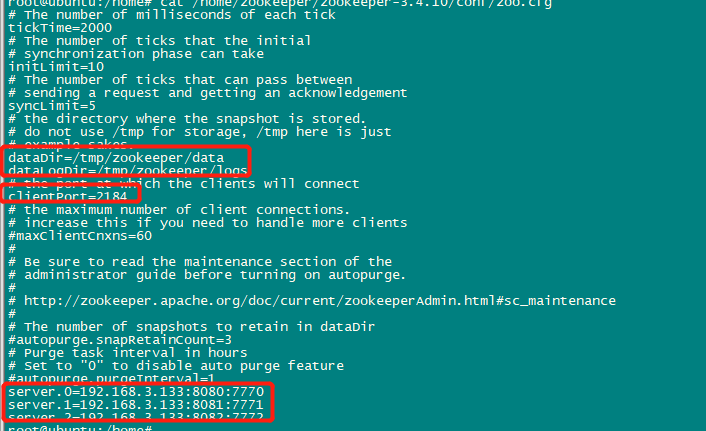 root@ubuntu:/home# cat /home/zookeeper/zookeeper-3.4.10/conf/zoo.cfg
# The number of milliseconds of each tick
tickTime=2000
# The number of ticks that the initial
# synchronization phase can take
initLimit=10
# The number of ticks that can pass between
# sending a request and getting an acknowledgement
syncLimit=5
# the directory where the snapshot is stored.
# do not use /tmp for storage, /tmp here is just
# example sakes.
dataDir=/tmp/zookeeper/data
dataLogDir=/tmp/zookeeper/logs
# the port at which the clients will connect
clientPort=2184
# the maximum number of client connections.
# increase this if you need to handle more clients
#maxClientCnxns=60
#
# Be sure to read the maintenance section of the
# administrator guide before turning on autopurge.
#
# http://zookeeper.apache.org/doc/current/zookeeperAdmin.html#sc_maintenance
#
# The number of snapshots to retain in dataDir
#autopurge.snapRetainCount=3
# Purge task interval in hours
# Set to "0" to disable auto purge feature
#autopurge.purgeInterval=1
server.0=192.168.3.133:8080:7770
server.1=192.168.3.133:8081:7771
server.2=192.168.3.133:8082:7772
root@ubuntu:/home#